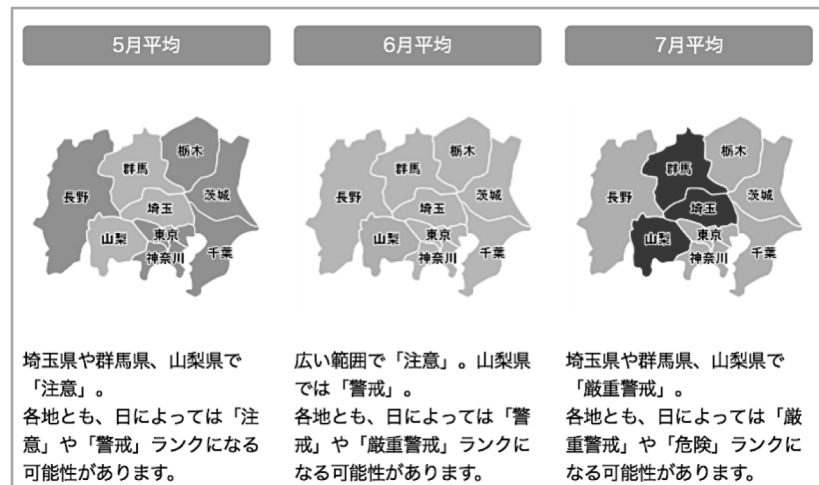 5月平均
6月平均
7月平均
栃木
群馬
長野
茨城
埼玉
山梨
東京
千葉
神奈川
栃木
群馬
長野
茨城
埼玉
山梨
東京
千葉
神奈川
栃木
群馬
長野
茨城
埼玉
山梨
東京
千葉
神奈川
埼玉県や群馬県、山梨県で
「注意」。
各地とも、日によっては「注
意」や「警戒」ランクになる
可能性があります。
広い範囲で「注意」。山梨県
では「警戒」。
各地とも、日によっては「警
戒」や「厳重警戒」ランクに
なる可能性があります。
埼玉県や群馬県、山梨県で
「厳重警戒」。
各地とも、日によっては「厳
重警戒」や「危険」ランクに
なる可能性があります。